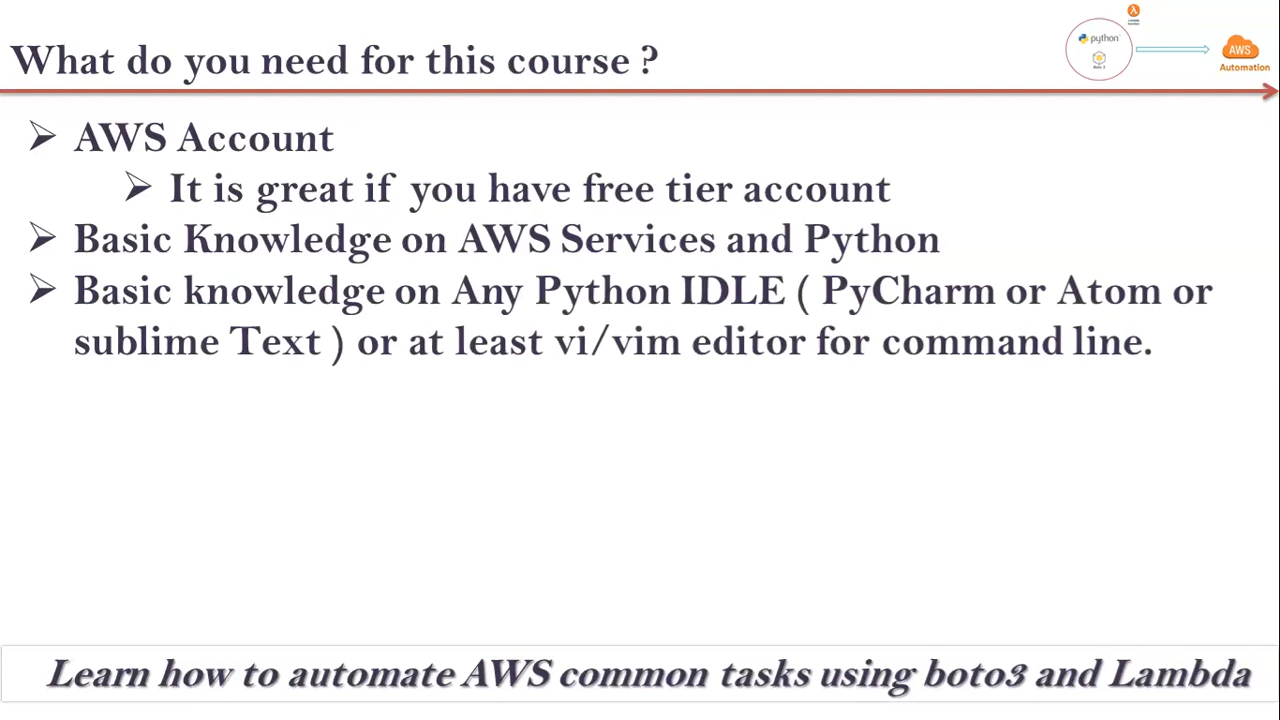 What do you need for this course ?
python
AWS
Automation
➢ AWS Account
➢ It is great if you have free tier account
➢ Basic Knowledge on AWS Services and Python
➢ Basic knowledge on Any Python IDLE ( PyCharm or Atom or
sublime Text ) or at least vi/vim editor for command line.
Learn how to automate AWS common tasks using boto3 and Lambda